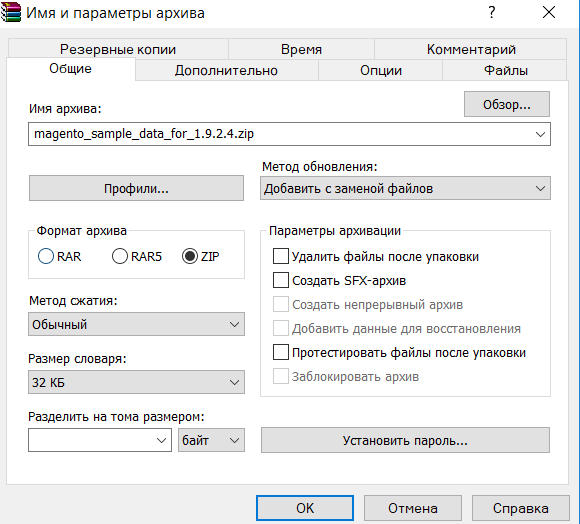 Имя и параметры архива
?
Резервные копии Время Комментарий
Общие Дополнительно Опции Файлы
Имя архива:
Обзор...
magento_sample_data_for_1.9.2.4.zip
Профили...
Метод обновления:
Добавить с заменой файлов
Формат архива
RAR RAR5 ZIP
Метод сжатия:
Обычный
Размер словаря:
32 КБ
Разделить на тома размером:
байт
Параметры архивации
Удалить файлы после упаковки
Создать SFX-архив
Создать непрерывный архив
Добавить данные для восстановления
Протестировать файлы после упаковки
Заблокировать архив
Установить пароль...
OK Отмена Справка